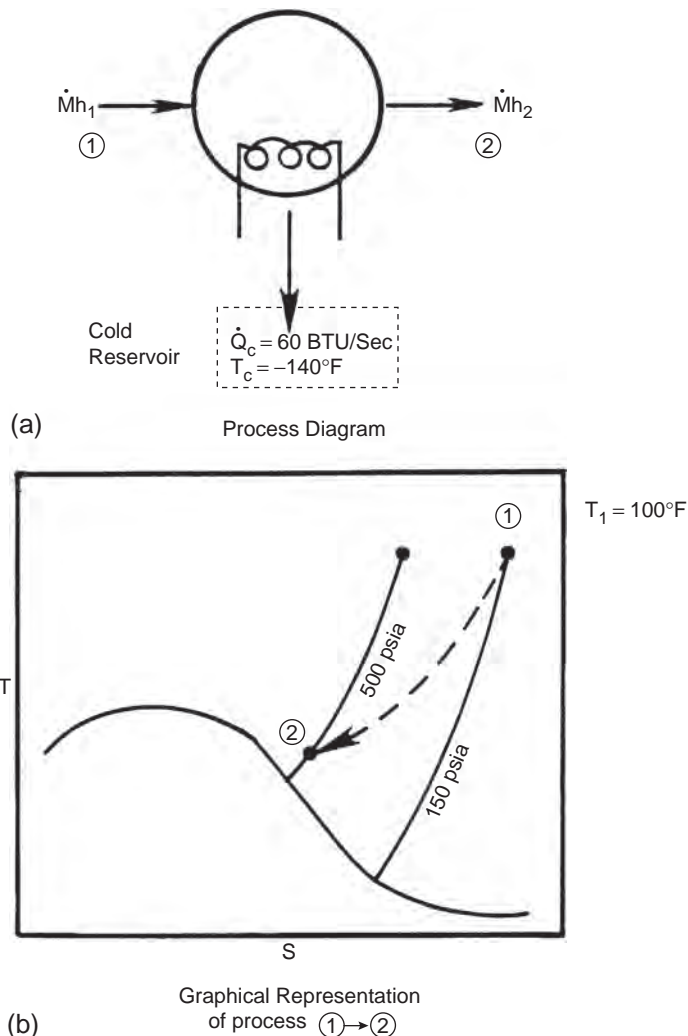 Ṁh₁
①
Ṁh₂
②
Cold
Reservoir
Q̇c = 60 BTU/Sec
Tc = –140°F
(a)
Process Diagram
①
T₁ = 100°F
500 psia
150 psia
②
T
S
(b)
Graphical Representation
of process ①→②